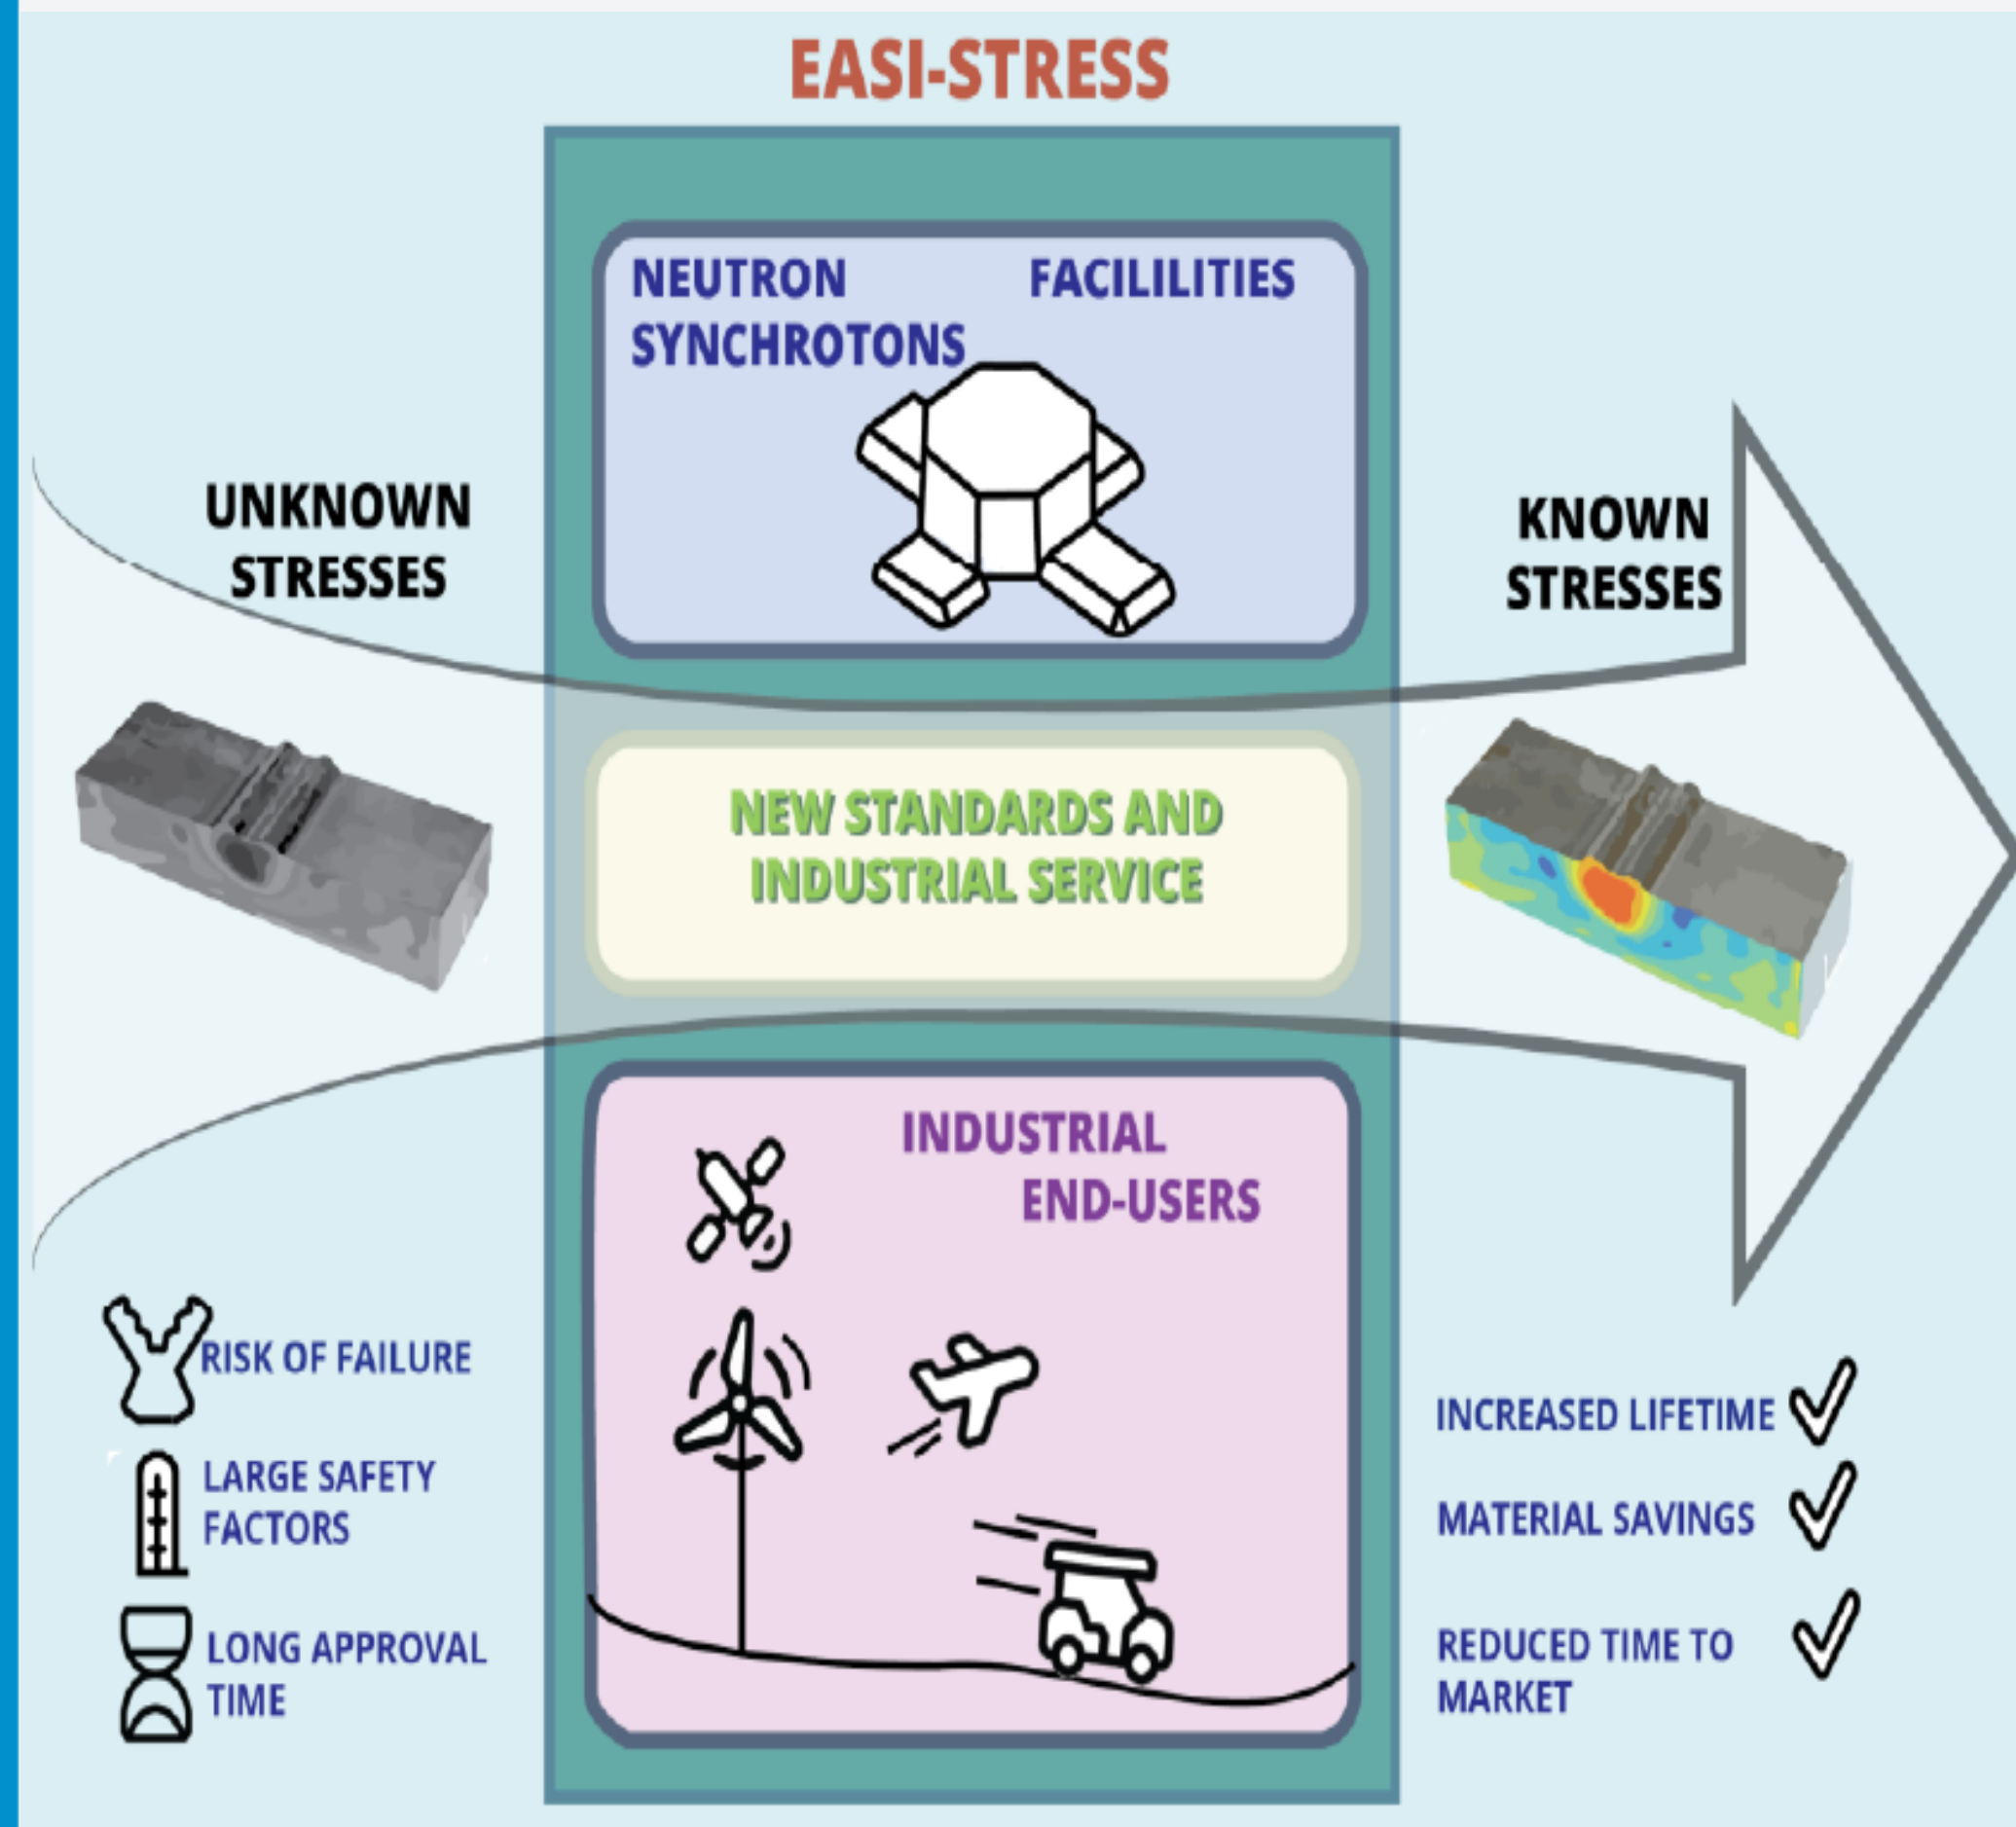 EASI-STRESS
NEUTRON FACILILITIES
SYNCHROTONS
UNKNOWN
STRESSES
KNOWN
STRESSES
NEW STANDARDS AND
INDUSTRIAL SERVICE
INDUSTRIAL
END-USERS
RISK OF FAILURE
LARGE SAFETY
FACTORS
LONG APPROVAL
TIME
INCREASED LIFETIME
MATERIAL SAVINGS
REDUCED TIME TO
MARKET